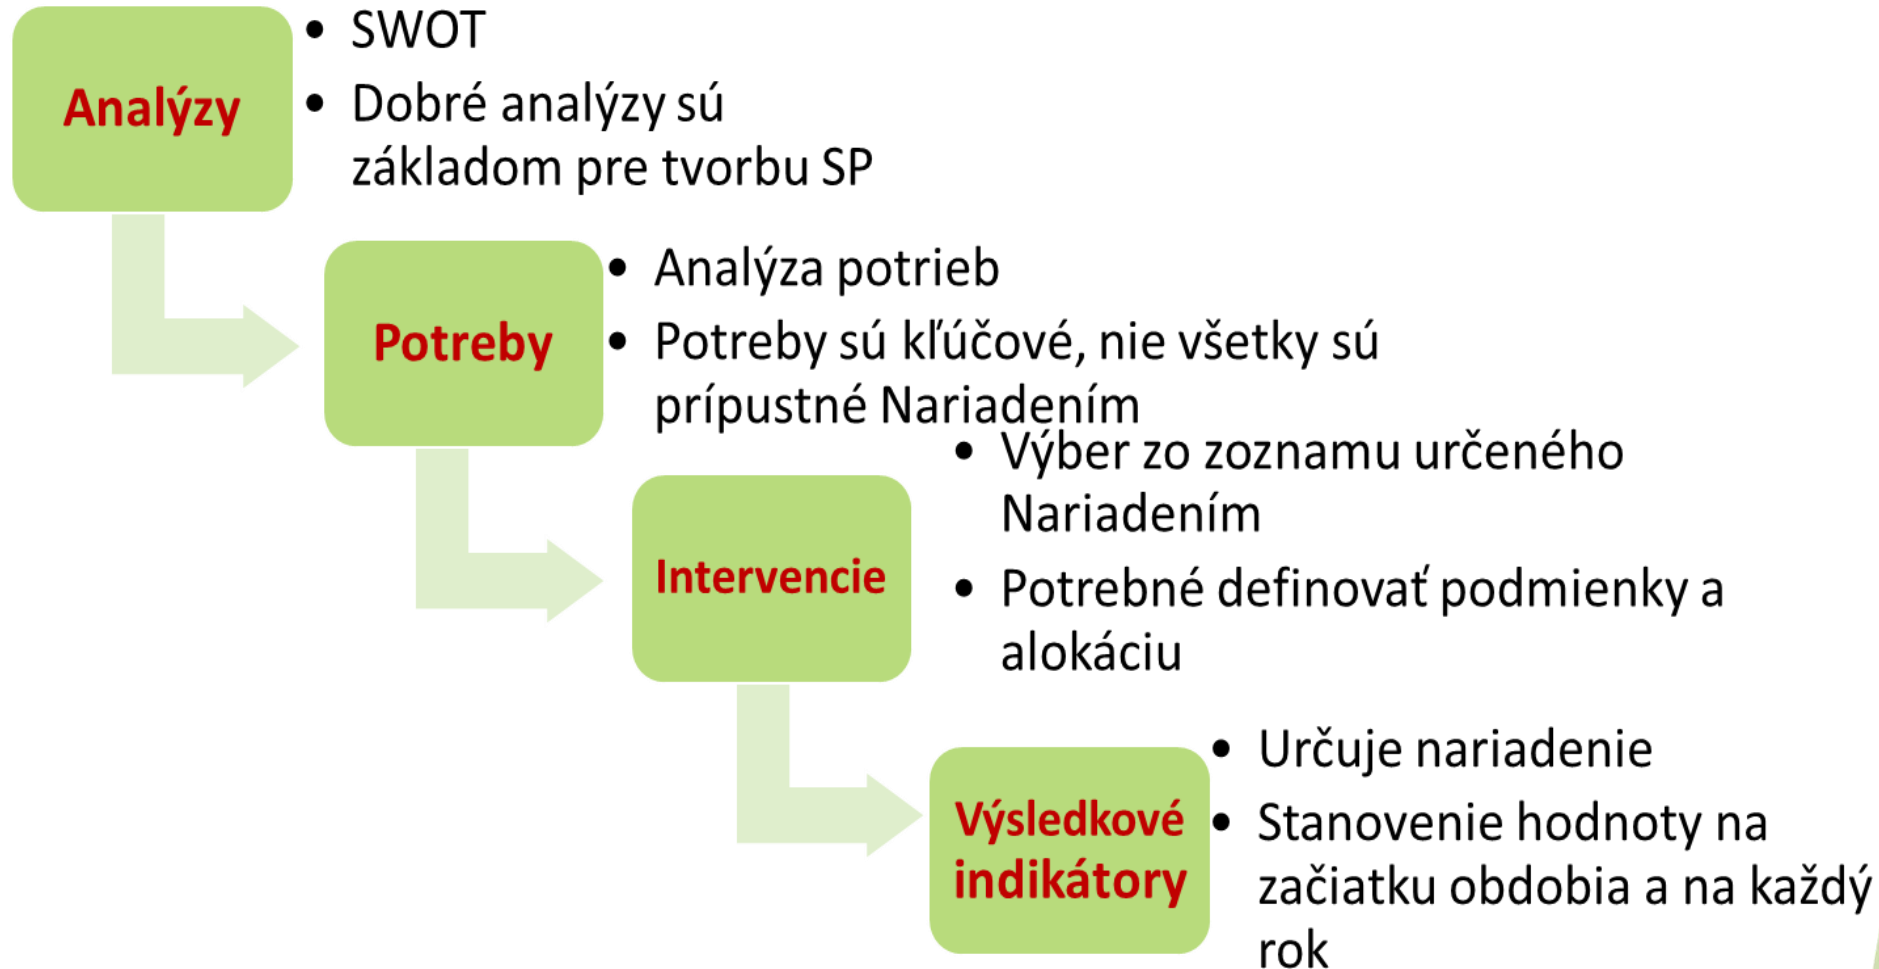 Analýzy
• SWOT
• Dobré analýzy sú
základom pre tvorbu SP
Potreby
• Analýza potrieb
• Potreby sú kľúčové, nie všetky sú
prípustné Nariadením
Intervencie
• Výber zo zoznamu určeného
Nariadením
• Potrebné definovať podmienky a
alokáciu
Výsledkové
indikátory
• Určuje nariadenie
• Stanovenie hodnoty na
začiatku obdobia a na každý
rok